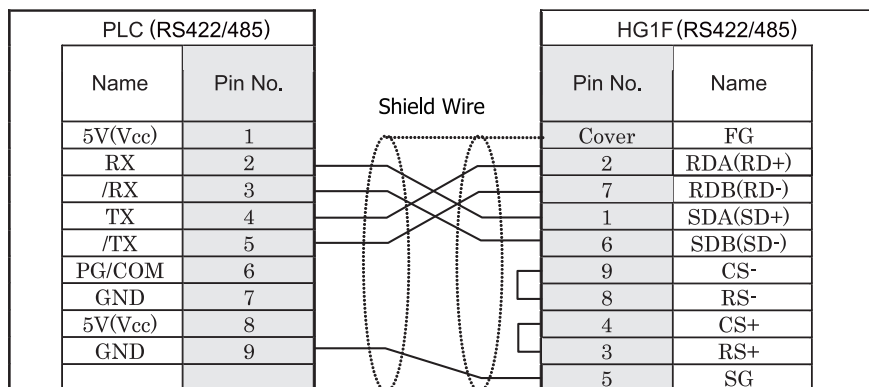 PLC (RS422/485) HG1F(RS422/485)
Name Pin No. Pin No. Name
Shield Wire
5V(Vcc) 1 Cover FG
RX 2 2 RDA(RD+)
/RX 3 7 RDB(RD-)
TX 4 1 SDA(SD+)
/TX 5 6 SDB(SD-)
PG/COM 6 9 CS-
GND 7 8 RS-
5V(Vcc) 8 4 CS+
GND 9 3 RS+
5 SG